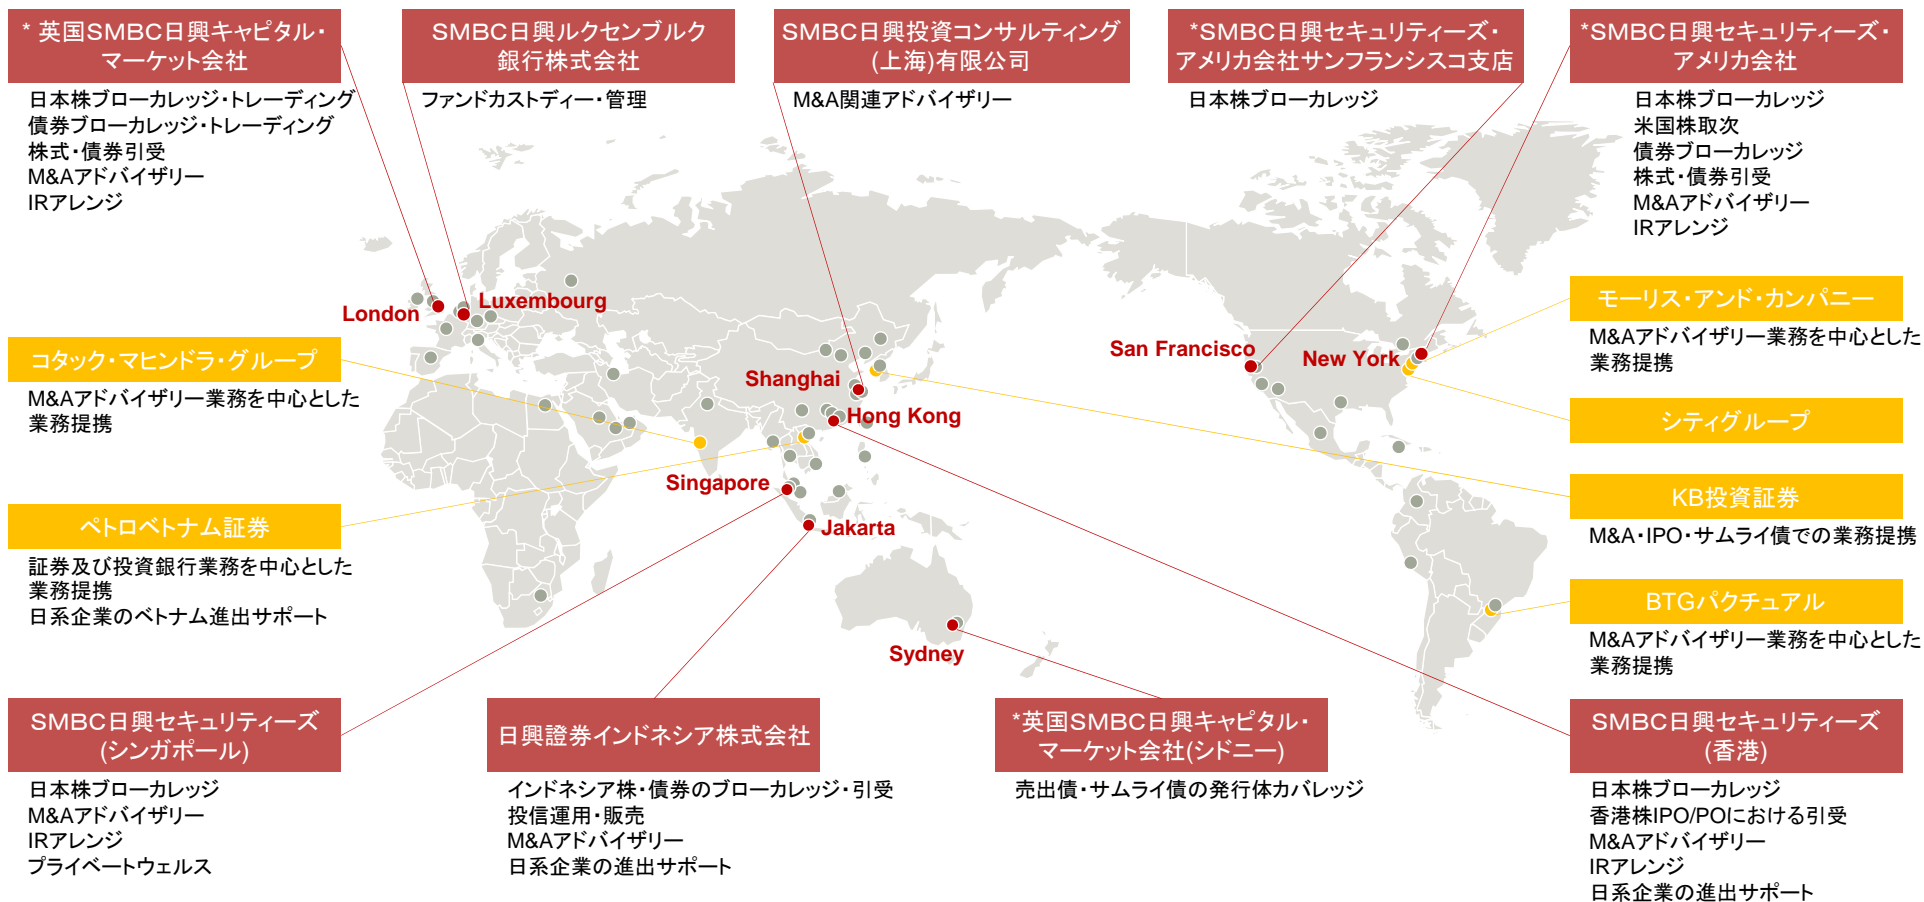 * 英国SMBC日興キャピタル・
マーケット会社
日本株ブローカレッジ・トレーディング
債券ブローカレッジ・トレーディング
株式・債券引受
M&Aアドバイザリー
IRアレンジ
SMBC日興ルクセンブルク
銀行株式会社
ファンドカストディー・管理
SMBC日興投資コンサルティング
(上海)有限公司
M&A関連アドバイザリー
*SMBC日興セキュリティーズ・
アメリカ会社サンフランシスコ支店
日本株ブローカレッジ
*SMBC日興セキュリティーズ・
アメリカ会社
日本株ブローカレッジ
米国株取次
債券ブローカレッジ
株式・債券引受
M&Aアドバイザリー
IRアレンジ
London
Luxembourg
Shanghai
Hong Kong
Singapore
Jakarta
Sydney
San Francisco
New York
コタック・マヒンドラ・グループ
M&Aアドバイザリー業務を中心とした
業務提携
ペトロベトナム証券
証券及び投資銀行業務を中心とした
業務提携
日系企業のベトナム進出サポート
モーリス・アンド・カンパニー
M&Aアドバイザリー業務を中心とした
業務提携
シティグループ
KB投資証券
M&A・IPO・サムライ債での業務提携
BTGパクチュアル
M&Aアドバイザリー業務を中心とした
業務提携
SMBC日興セキュリティーズ
(シンガポール)
日本株ブローカレッジ
M&Aアドバイザリー
IRアレンジ
プライベートウェルス
日興證券インドネシア株式会社
インドネシア株・債券のブローカレッジ・引受
投信運用・販売
M&Aアドバイザリー
日系企業の進出サポート
*英国SMBC日興キャピタル・
マーケット会社(シドニー)
売出債・サムライ債の発行体カバレッジ
SMBC日興セキュリティーズ
(香港)
日本株ブローカレッジ
香港株IPO/POにおける引受
M&Aアドバイザリー
IRアレンジ
日系企業の進出サポート